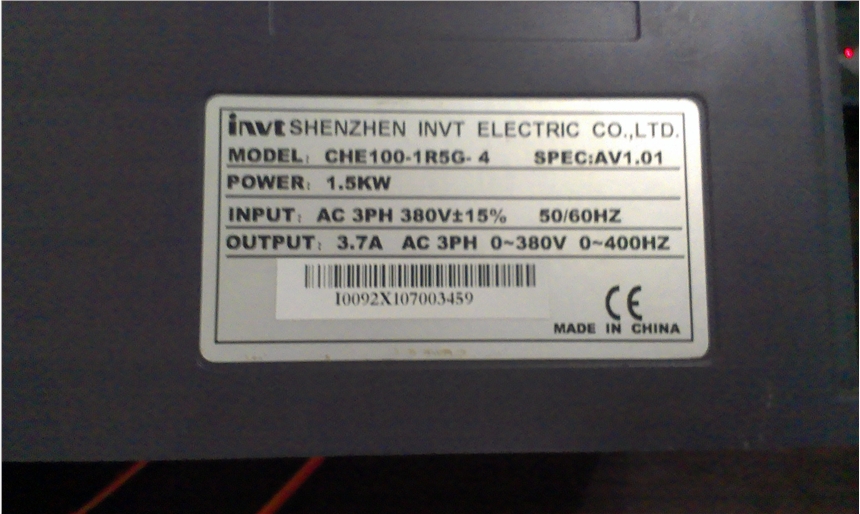 invt SHENZHEN INVT ELECTRIC CO.,LTD.
MODEL: CHE100-1R5G- 4 SPEC:AV1.01
POWER: 1.5KW
INPUT: AC 3PH 380V±15% 50/60HZ
OUTPUT: 3.7A AC 3PH 0~380V 0~400HZ
I0092X107003459
CE
MADE IN CHINA